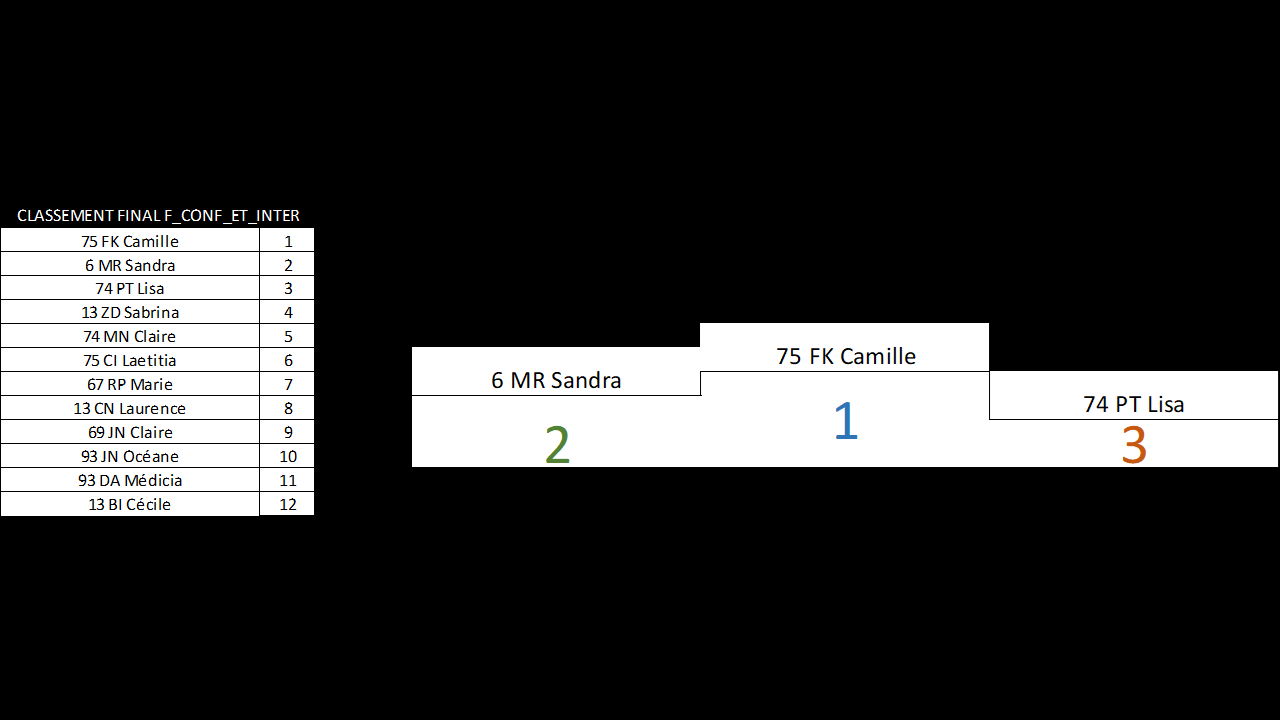 CLASSEMENT FINAL F_CONF_ET_INTER
75 FK Camille 1
6 MR Sandra 2
74 PT Lisa 3
13 ZD Sabrina 4
74 MN Claire 5
75 CI Laetitia 6
67 RP Marie 7
13 CN Laurence 8
69 JN Claire 9
93 JN Océane 10
93 DA Médicia 11
13 BI Cécile 12
75 FK Camille
6 MR Sandra
74 PT Lisa
1
2
3